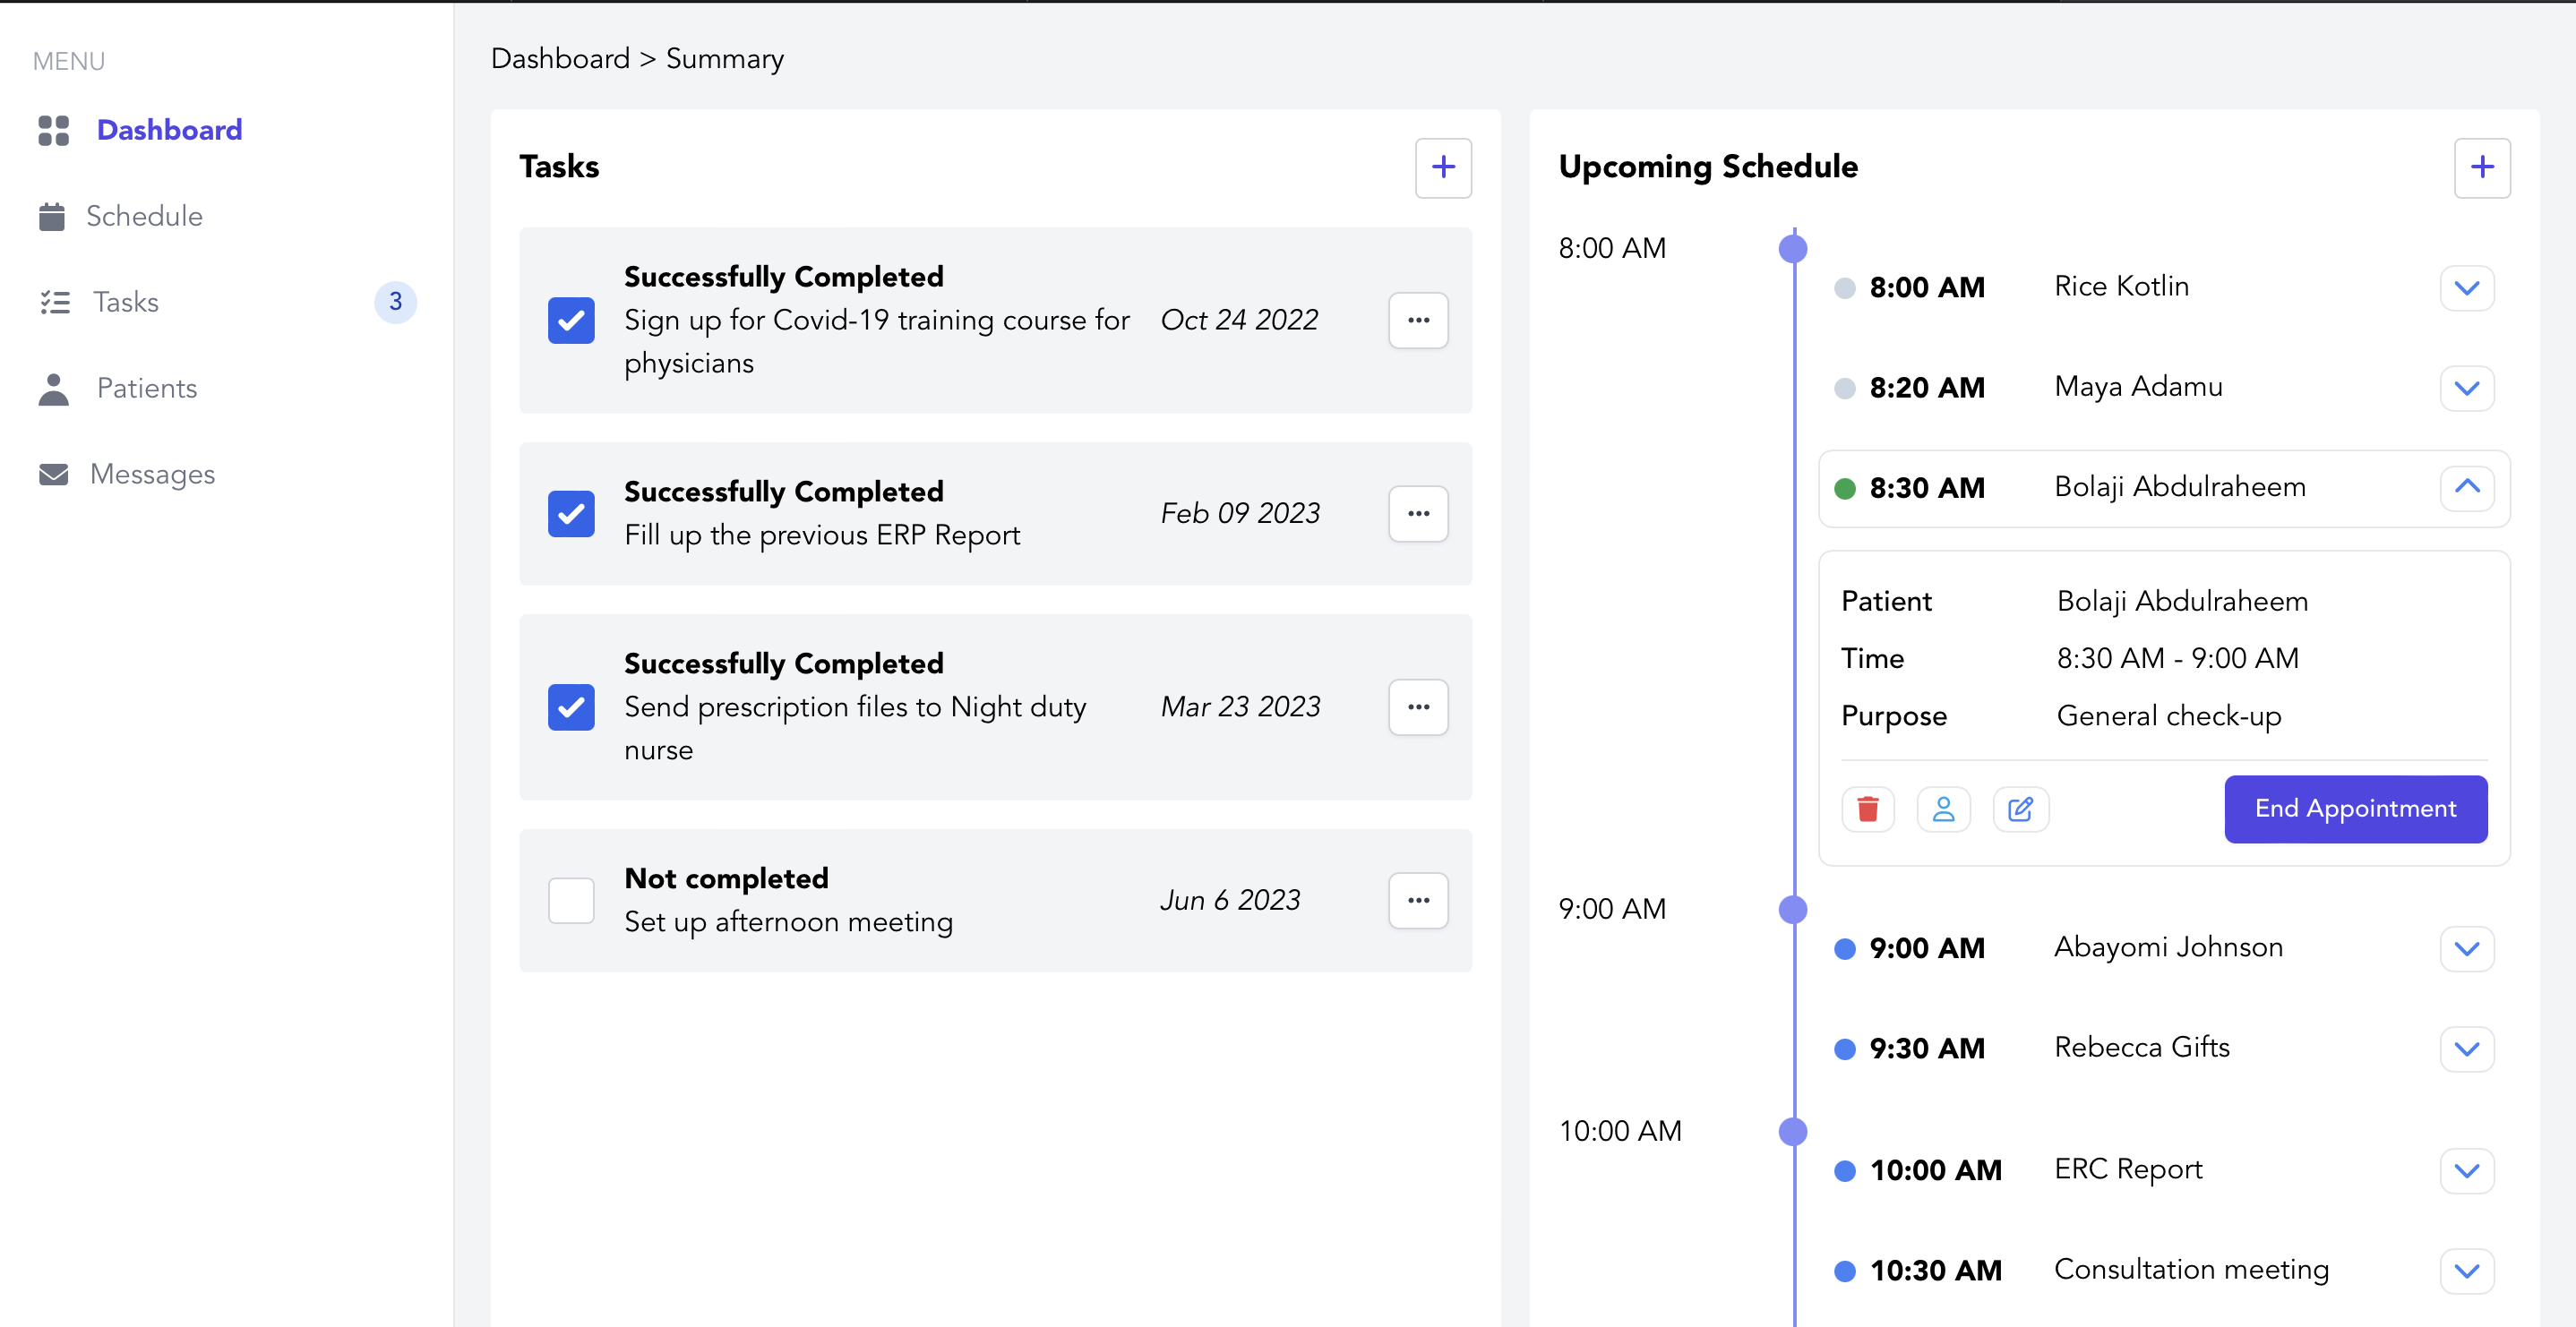 MENU
Dashboard
Schedule
Tasks
3
Patients
Messages
Dashboard > Summary
Tasks
+
Successfully Completed
Sign up for Covid-19 training course for
physicians
Oct 24 2022
...
Successfully Completed
Fill up the previous ERP Report
Feb 09 2023
...
Successfully Completed
Send prescription files to Night duty
nurse
Mar 23 2023
...
Not completed
Set up afternoon meeting
Jun 6 2023
...
Upcoming Schedule
+
8:00 AM
8:00 AM Rice Kotlin
8:20 AM Maya Adamu
8:30 AM Bolaji Abdulraheem
Patient Bolaji Abdulraheem
Time 8:30 AM - 9:00 AM
Purpose General check-up
End Appointment
9:00 AM
9:00 AM Abayomi Johnson
9:30 AM Rebecca Gifts
10:00 AM
10:00 AM ERC Report
10:30 AM Consultation meeting